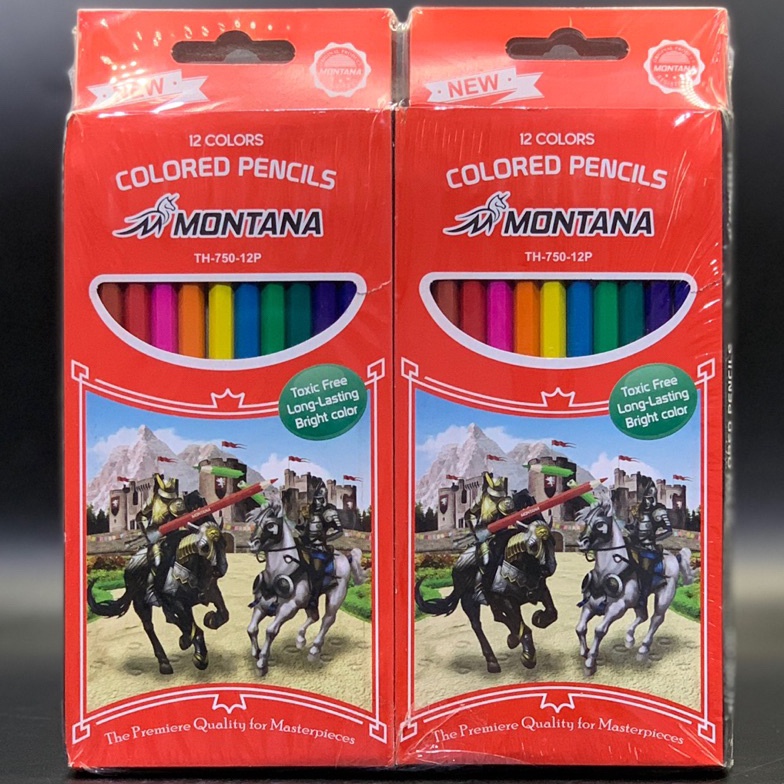 NEW
MONTANA
12 COLORS
COLORED PENCILS
MONTANA
TH-750-12P
Toxic Free
Long-Lasting
Bright color
The Premiere Quality for Masterpieces
NEW
MONTANA
12 COLORS
COLORED PENCILS
MONTANA
TH-750-12P
Toxic Free
Long-Lasting
Bright color
The Premiere Quality for Masterpieces